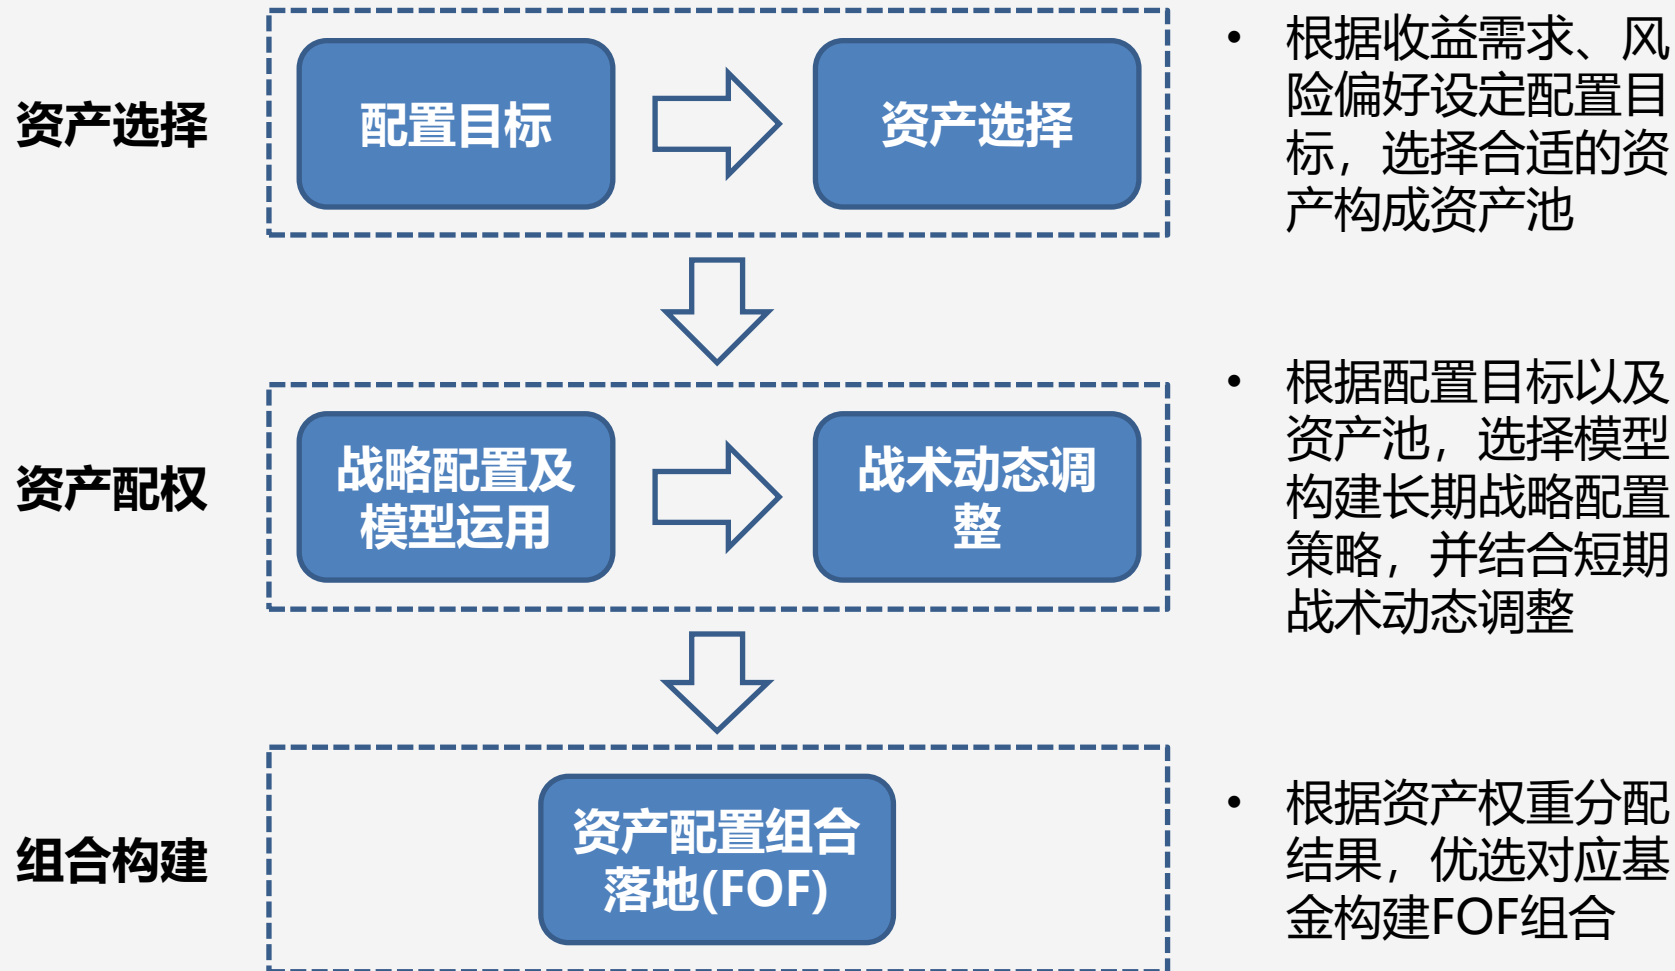 资产选择
配置目标
资产选择
• 根据收益需求、风
险偏好设定配置目
标，选择合适的资
产构成资产池
资产配权
战略配置及
模型运用
战术动态调
整
• 根据配置目标以及
资产池，选择模型
构建长期战略配置
策略，并结合短期
战术动态调整
组合构建
资产配置组合
落地(FOF)
• 根据资产权重分配
结果，优选对应基
金构建FOF组合